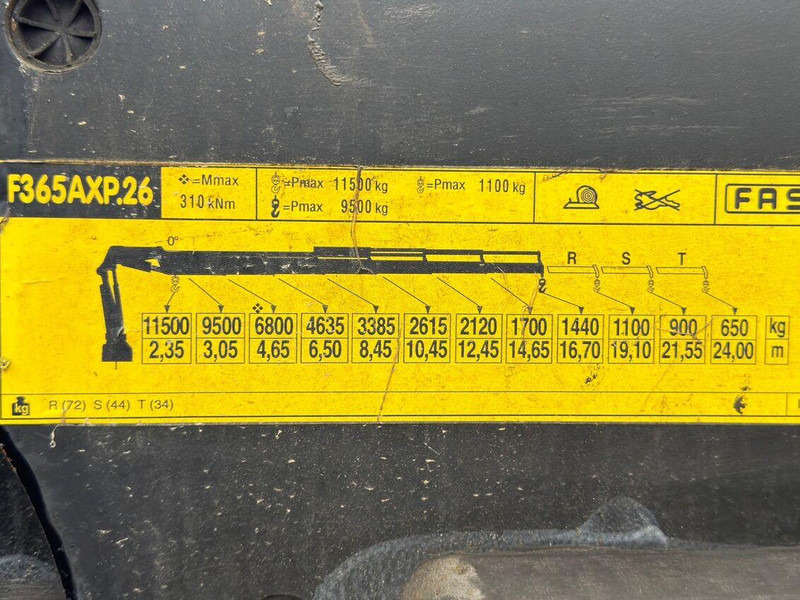 F365AXP.26
=Mmax
310 kNm
=Pmax 11500 kg
=Pmax 9500 kg
=Pmax 1100 kg
FAS
0°
R S T
11500 9500 6800 4635 3385 2615 2120 1700 1440 1100 900 650 kg
2,35 3,05 4,65 6,50 8,45 10,45 12,45 14,65 16,70 19,10 21,55 24,00 m
kg R (72) S (44) T (34)